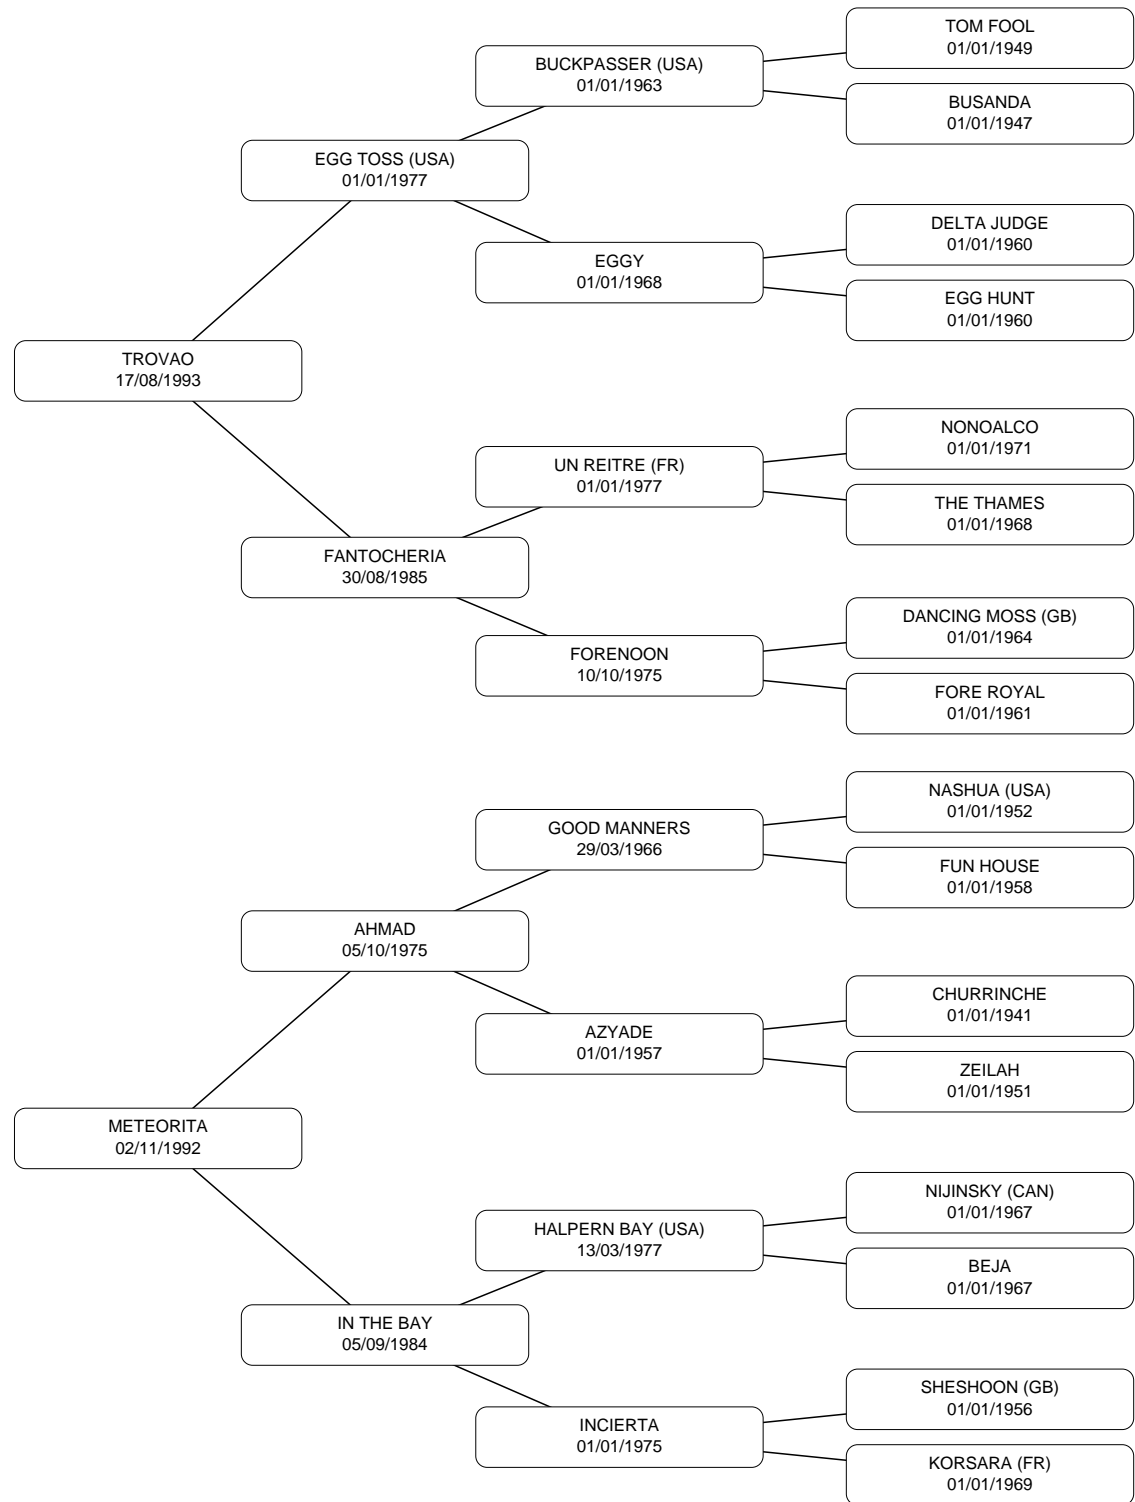 TOM FOOL
01/01/1949
BUCKPASSER (USA)
01/01/1963
BUSANDA
01/01/1947
EGG TOSS (USA)
01/01/1977
DELTA JUDGE
01/01/1960
EGGY
01/01/1968
EGG HUNT
01/01/1960
TROVAO
17/08/1993
NONOALCO
01/01/1971
UN REITRE (FR)
01/01/1977
THE THAMES
01/01/1968
FANTOCHERIA
30/08/1985
DANCING MOSS (GB)
01/01/1964
FORENOON
10/10/1975
FORE ROYAL
01/01/1961
NASHUA (USA)
01/01/1952
GOOD MANNERS
29/03/1966
FUN HOUSE
01/01/1958
AHMAD
05/10/1975
CHURRINCHE
01/01/1941
AZYADE
01/01/1957
ZEILAH
01/01/1951
METEORITA
02/11/1992
NIJINSKY (CAN)
01/01/1967
HALPERN BAY (USA)
13/03/1977
BEJA
01/01/1967
IN THE BAY
05/09/1984
SHESHOON (GB)
01/01/1956
INCIERTA
01/01/1975
KORSARA (FR)
01/01/1969